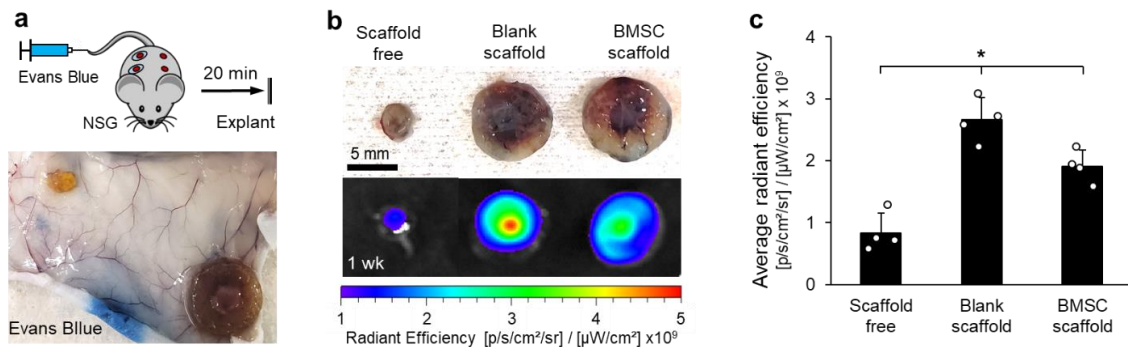 a
Evans Blue
NSG
20 min
Explant
Evans Bllue
b
Scaffold
free
Blank
scaffold
BMSC
scaffold
5 mm
1 wk
1 2 3 4 5
Radiant Efficiency [p/s/cm²/sr] / [µW/cm²] x10⁹
c
Average radiant efficiency
[p/s/cm²/sr] / [µW/cm²] x 10⁹
4
3
2
1
0
*
Scaffold
free
Blank
scaffold
BMSC
scaffold